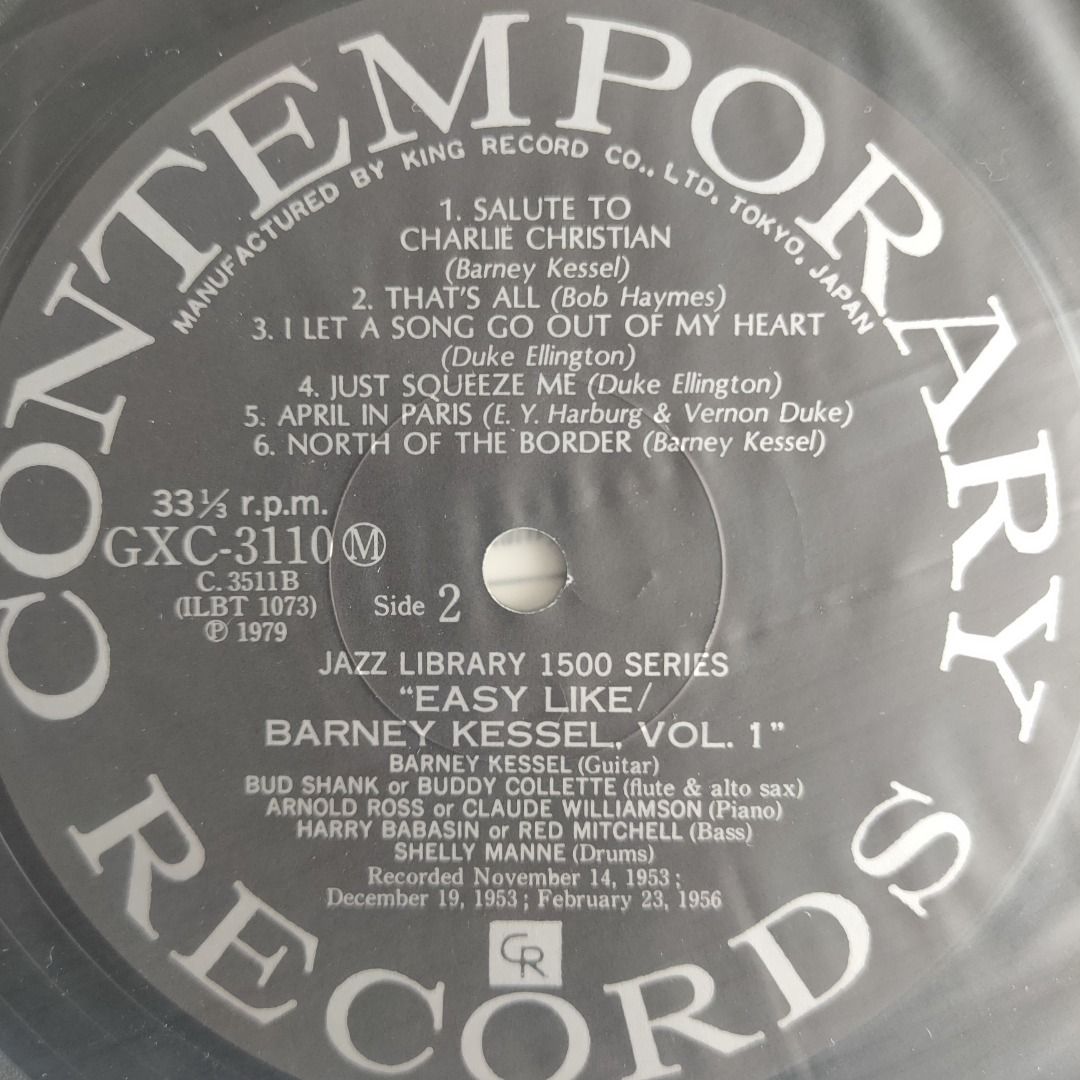 CONTEMPORARY
MANUFACTURED BY KING RECORD CO., LTD. TOKYO. JAPAN
1. SALUTE TO
CHARLIE CHRISTIAN
(Barney Kessel)
2. THAT'S ALL (Bob Haymes)
3. I LET A SONG GO OUT OF MY HEART
(Duke Ellington)
4. JUST SQUEEZE ME (Duke Ellington)
5. APRIL IN PARIS (E. Y. Harburg & Vernon Duke)
6. NORTH OF THE BORDER (Barney Kessel)
33⅓ r.p.m.
GXC-3110 Ⓜ
C. 3511B
(ILBT 1073)
Ⓟ 1979
Side 2
JAZZ LIBRARY 1500 SERIES
"EASY LIKE/
BARNEY KESSEL, VOL. 1"
BARNEY KESSEL (Guitar)
BUD SHANK or BUDDY COLLETTE (flute & alto sax)
ARNOLD ROSS or CLAUDE WILLIAMSON (Piano)
HARRY BABASIN or RED MITCHELL (Bass)
SHELLY MANNE (Drums)
Recorded November 14, 1953;
December 19, 1953; February 23, 1956
CR
RECORDS